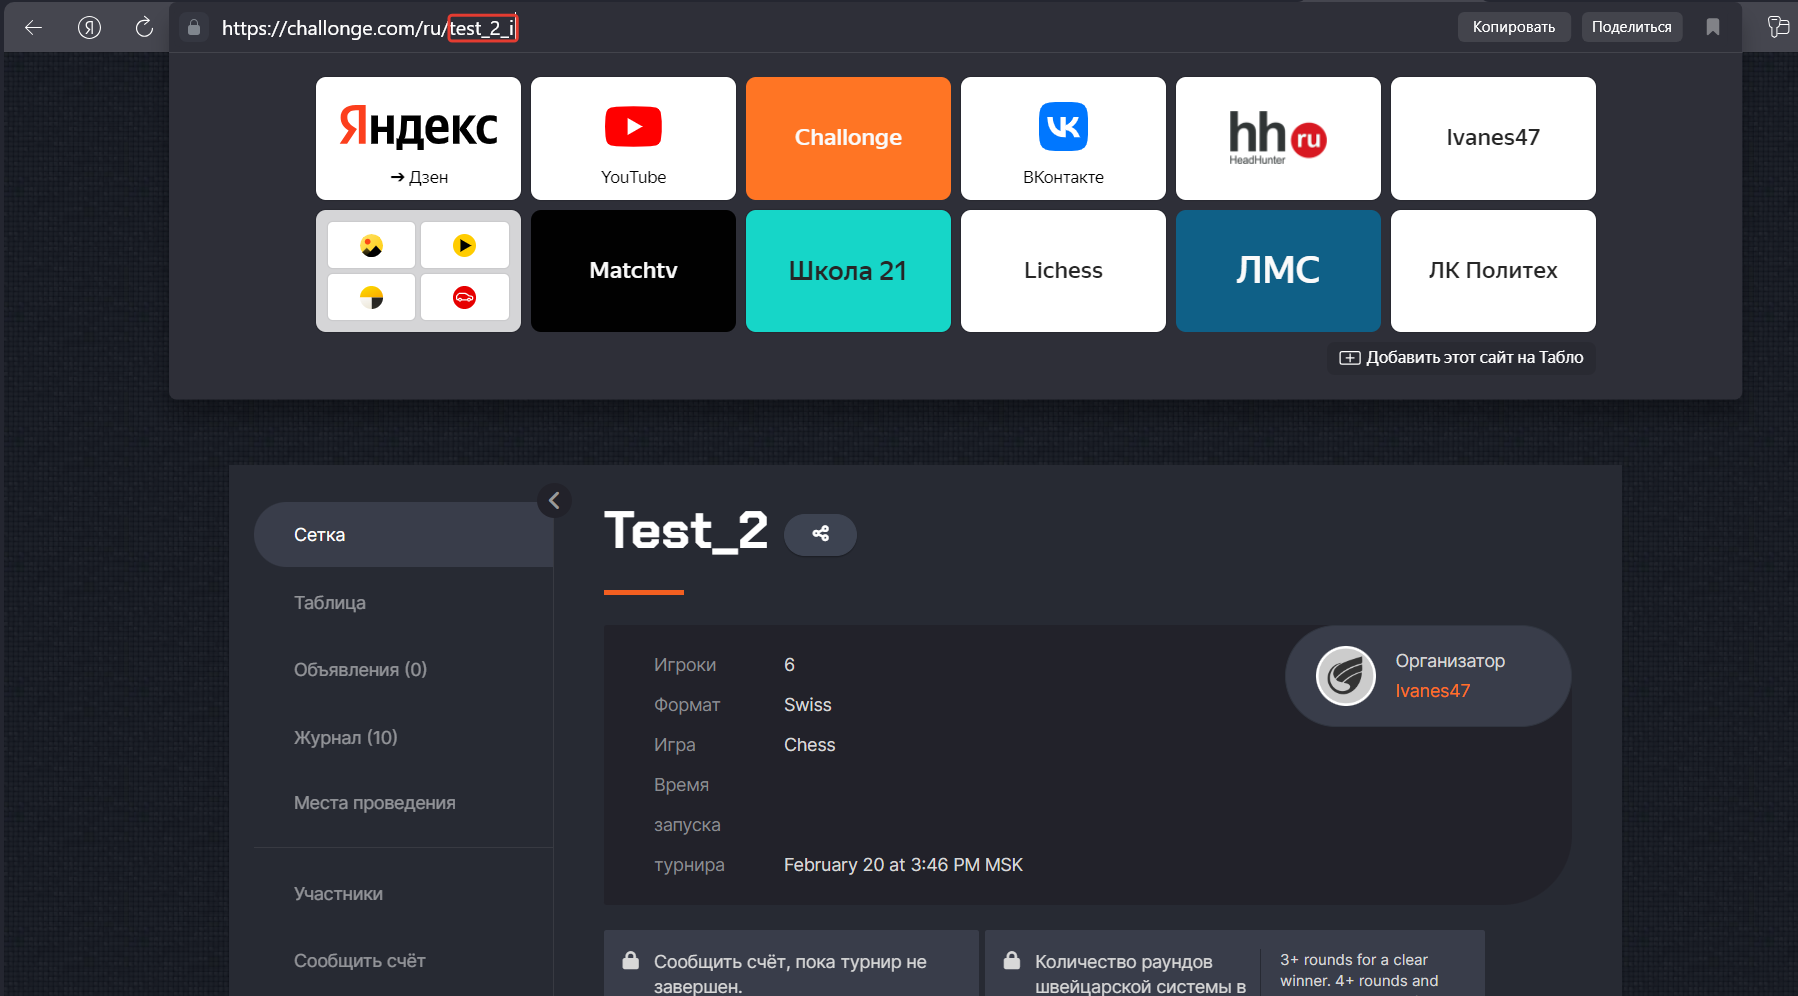 https://challonge.com/ru/test_2_i
Копировать
Поделиться
Яндекс
➔ Дзен
YouTube
Challonge
ВКонтакте
hh ru
HeadHunter
Ivanes47
Matchtv
Школа 21
Lichess
ЛМС
ЛК Политех
Добавить этот сайт на Табло
Сетка
Таблица
Объявления (0)
Журнал (10)
Места проведения
Участники
Сообщить счёт
Test_2
Игроки 6
Формат Swiss
Игра Chess
Время
запуска
турнира February 20 at 3:46 PM MSK
Организатор
Ivanes47
Сообщить счёт, пока турнир не
завершен.
Количество раундов
швейцарской системы в
3+ rounds for a clear
winner. 4+ rounds and